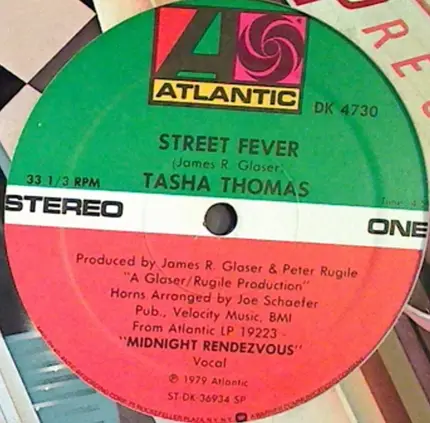 A
ATLANTIC
DK 4730
STREET FEVER
(James R. Glaser)
33 1/3 RPM
TASHA THOMAS
STEREO
ONE
Produced by James R. Glaser & Peter Rugile
"A Glaser/Rugile Production"
Horns Arranged by Joe Schaefer
Pub., Velocity Music, BMI
From Atlantic LP 19223 -
"MIDNIGHT RENDEZVOUS"
Vocal
℗ 1979 Atlantic
ST-DK 36934 SP